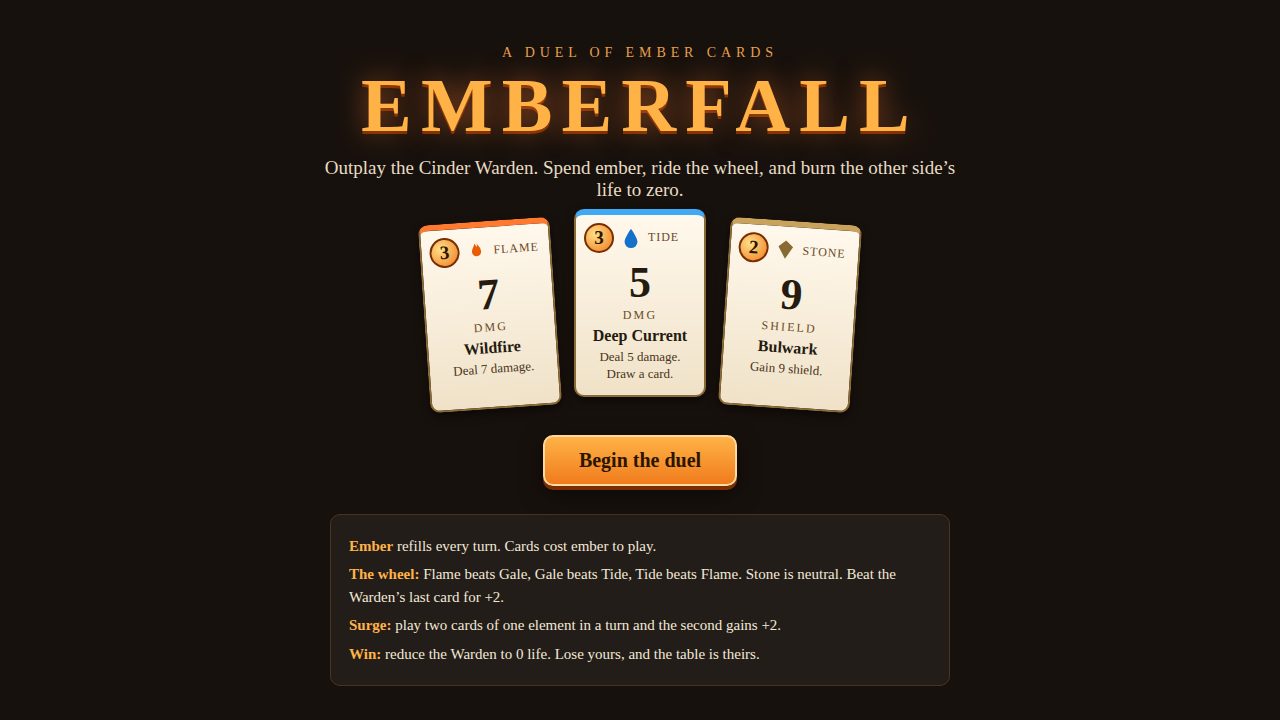 A DUEL OF EMBER CARDS
EMBERFALL
Outplay the Cinder Warden. Spend ember, ride the wheel, and burn the other side’s
life to zero.
3 FLAME
7
DMG
Wildfire
Deal 7 damage.
3 TIDE
5
DMG
Deep Current
Deal 5 damage.
Draw a card.
2 STONE
9
SHIELD
Bulwark
Gain 9 shield.
Begin the duel
Ember refills every turn. Cards cost ember to play.
The wheel: Flame beats Gale, Gale beats Tide, Tide beats Flame. Stone is neutral. Beat the
Warden’s last card for +2.
Surge: play two cards of one element in a turn and the second gains +2.
Win: reduce the Warden to 0 life. Lose yours, and the table is theirs.